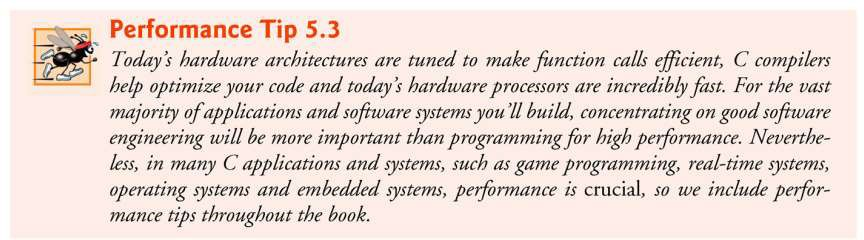 Performance Tip 5.3
Today's hardware architectures are tuned to make function calls efficient, C compilers
help optimize your code and today's hardware processors are incredibly fast. For the vast
majority of applications and software systems you'll build, concentrating on good software
engineering will be more important than programming for high performance. Neverthe-
less, in many C applications and systems, such as game programming, real-time systems,
operating systems and embedded systems, performance is crucial, so we include perfor-
mance tips throughout the book.